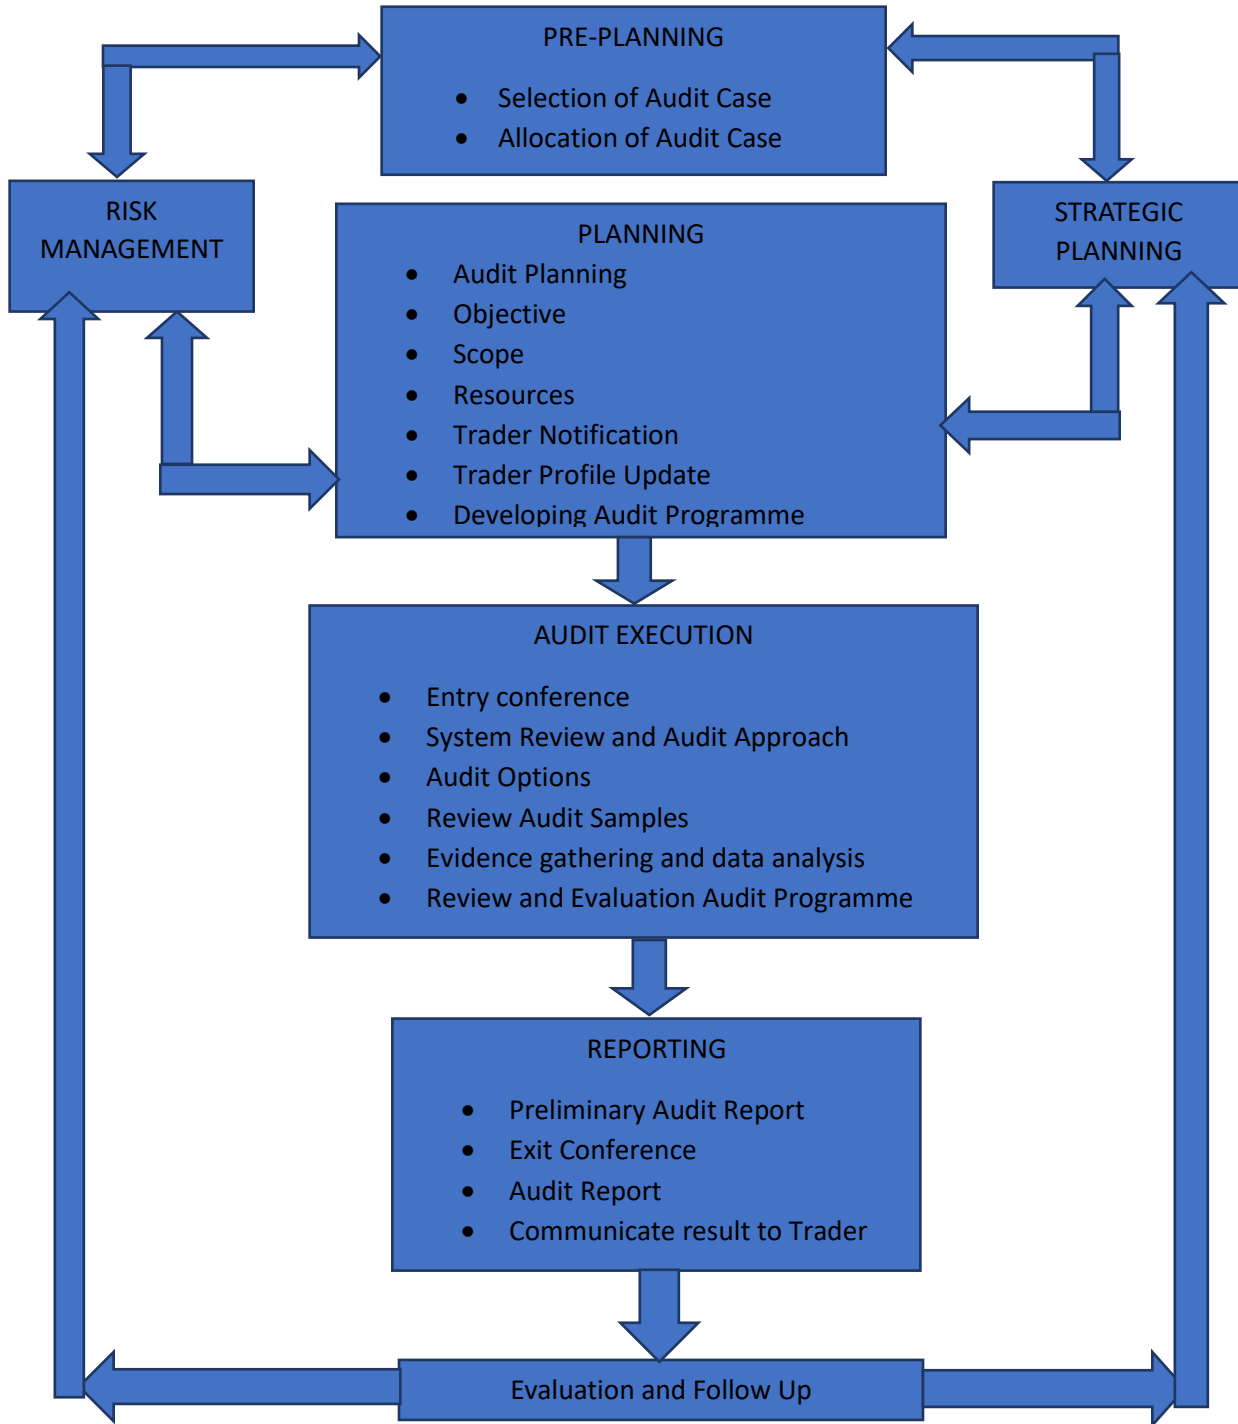 PRE-PLANNING
• Selection of Audit Case
• Allocation of Audit Case
RISK
MANAGEMENT
STRATEGIC
PLANNING
PLANNING
• Audit Planning
• Objective
• Scope
• Resources
• Trader Notification
• Trader Profile Update
• Developing Audit Programme
AUDIT EXECUTION
• Entry conference
• System Review and Audit Approach
• Audit Options
• Review Audit Samples
• Evidence gathering and data analysis
• Review and Evaluation Audit Programme
REPORTING
• Preliminary Audit Report
• Exit Conference
• Audit Report
• Communicate result to Trader
Evaluation and Follow Up